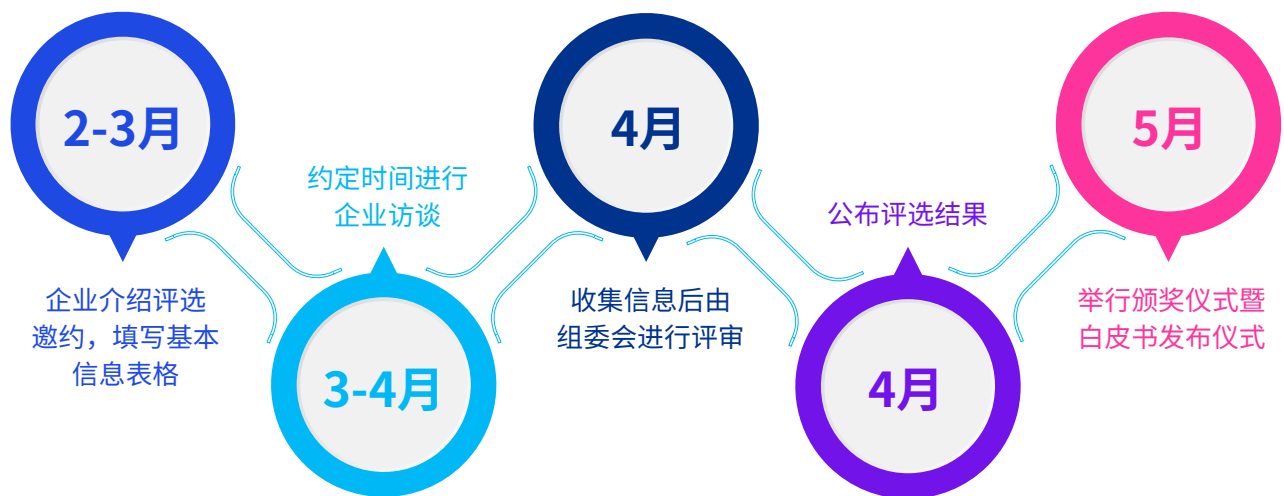 2-3月
企业介绍评选
邀约，填写基本
信息表格
约定时间进行
企业访谈
3-4月
4月
收集信息后由
组委会进行评审
公布评选结果
4月
5月
举行颁奖仪式暨
白皮书发布仪式